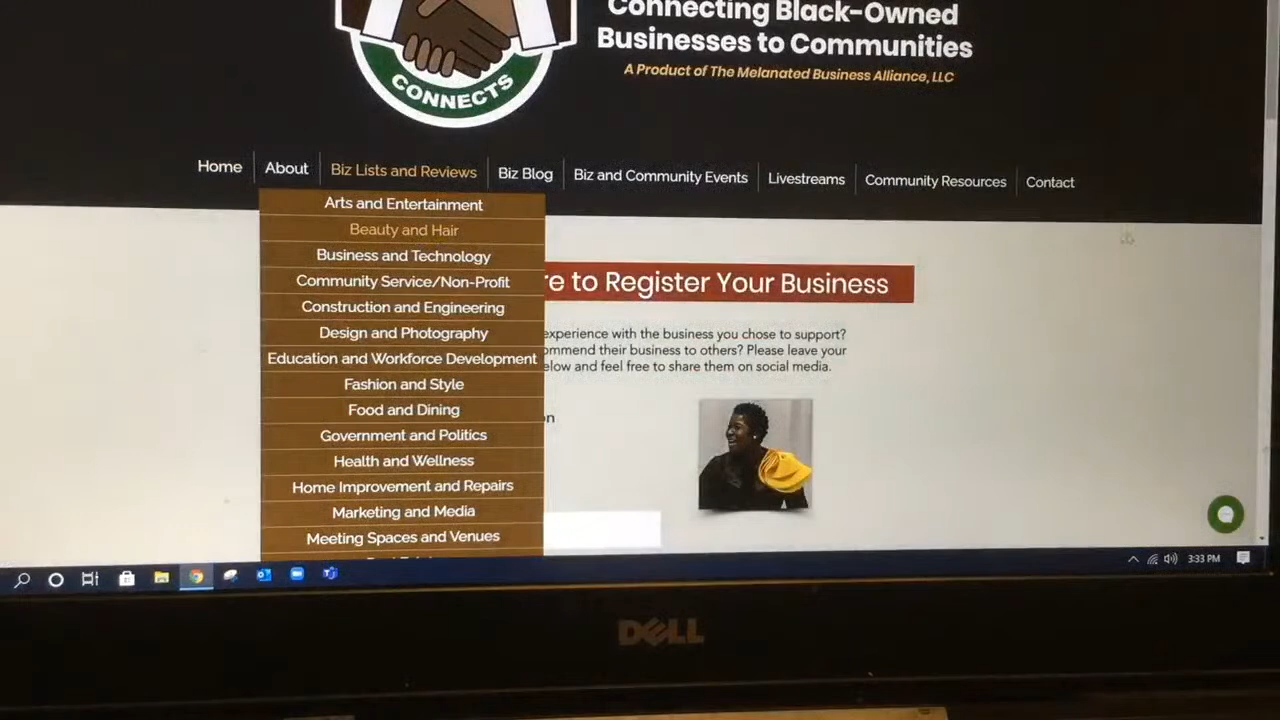 Connecting Black-Owned
Businesses to Communities
A Product of The Melanated Business Alliance, LLC
CONNECTS
Home
About
Biz Lists and Reviews
Biz Blog
Biz and Community Events
Livestreams
Community Resources
Contact
Arts and Entertainment
Beauty and Hair
Business and Technology
Community Service/Non-Profit
Construction and Engineering
Design and Photography
Education and Workforce Development
Fashion and Style
Food and Dining
Government and Politics
Health and Wellness
Home Improvement and Repairs
Marketing and Media
Meeting Spaces and Venues
re to Register Your Business
experience with the business you chose to support?
ommend their business to others? Please leave your
elow and feel free to share them on social media.
on
3:33 PM
DELL